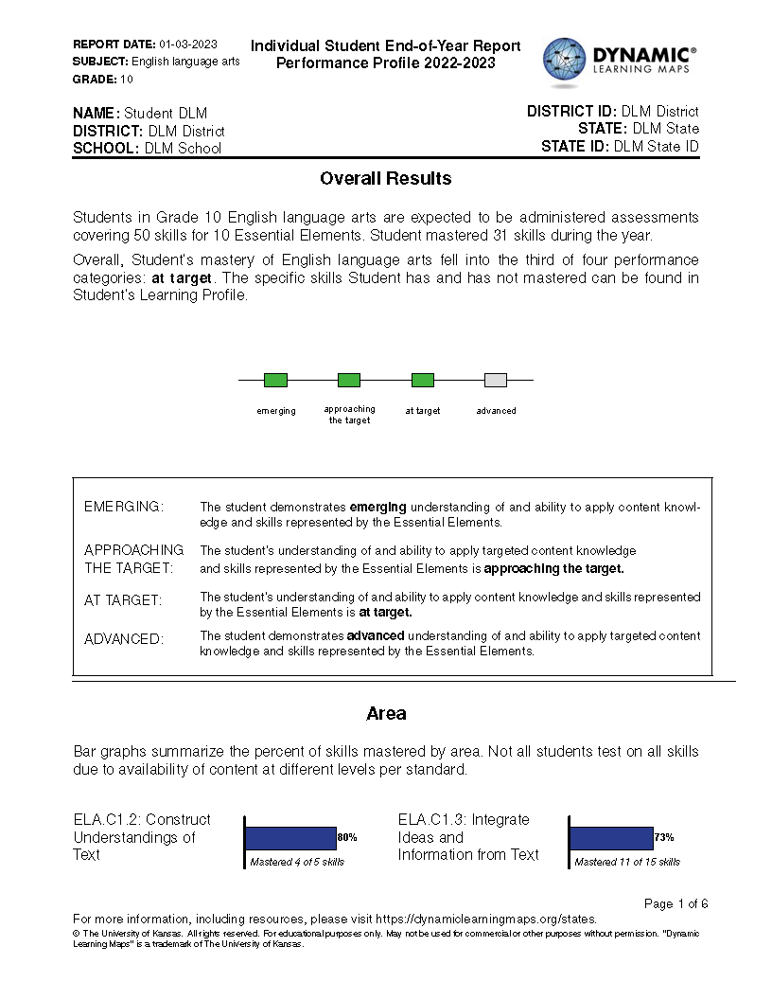 REPORT DATE: 01-03-2023
SUBJECT: English language arts
GRADE: 10
Individual Student End-of-Year Report
Performance Profile 2022-2023
DYNAMIC®
LEARNING MAPS
NAME: Student DLM
DISTRICT: DLM District
SCHOOL: DLM School
DISTRICT ID: DLM District
STATE: DLM State
STATE ID: DLM State ID
Overall Results
Students in Grade 10 English language arts are expected to be administered assessments
covering 50 skills for 10 Essential Elements. Student mastered 31 skills during the year.
Overall, Student's mastery of English language arts fell into the third of four performance
categories: at target. The specific skills Student has and has not mastered can be found in
Student's Learning Profile.
emerging
approaching
the target
at target
advanced
EMERGING:
The student demonstrates emerging understanding of and ability to apply content knowl-
edge and skills represented by the Essential Elements.
APPROACHING
THE TARGET:
The student's understanding of and ability to apply targeted content knowledge
and skills represented by the Essential Elements is approaching the target.
AT TARGET:
The student's understanding of and ability to apply content knowledge and skills represented
by the Essential Elements is at target.
ADVANCED:
The student demonstrates advanced understanding of and ability to apply targeted content
knowledge and skills represented by the Essential Elements.
Area
Bar graphs summarize the percent of skills mastered by area. Not all students test on all skills
due to availability of content at different levels per standard.
ELA.C1.2: Construct
Understandings of
Text
80%
Mastered 4 of 5 skills
ELA.C1.3: Integrate
Ideas and
Information from Text
73%
Mastered 11 of 15 skills
Page 1 of 6
For more information, including resources, please visit https://dynamiclearningmaps.org/states.
© The University of Kansas. All rights reserved. For educational purposes only. May not be used for commercial or other purposes without permission. "Dynamic
Learning Maps" is a trademark of The University of Kansas.